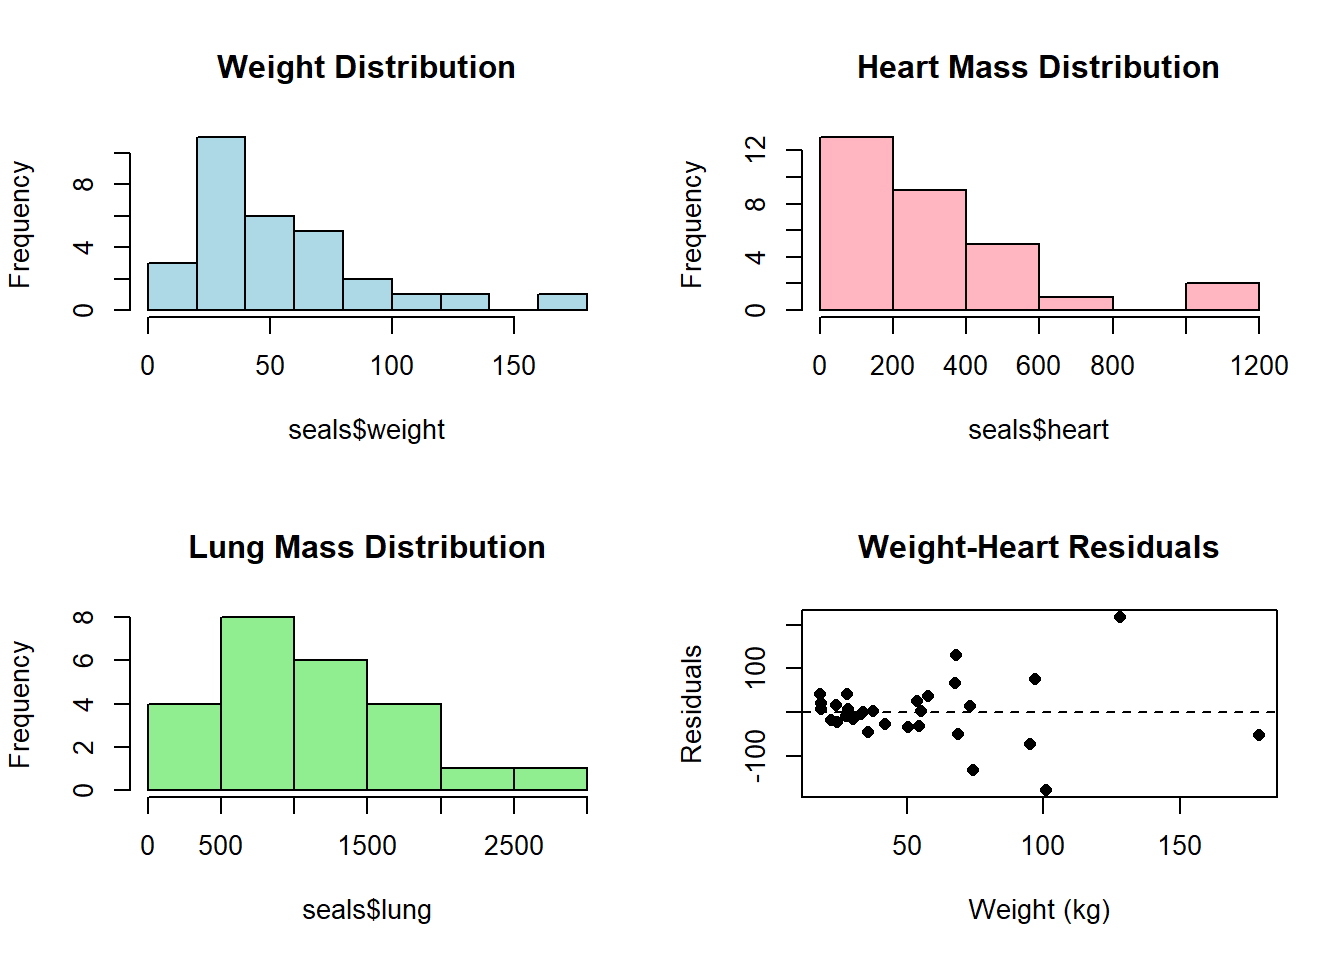 Weight Distribution
Frequency
0 4 8
0 50 100 150
seals$weight
Heart Mass Distribution
Frequency
0 4 8 12
0 200 400 600 800 1200
seals$heart
Lung Mass Distribution
Frequency
0 2 4 6 8
0 500 1500 2500
seals$lung
Weight-Heart Residuals
Residuals
-100 100
50 100 150
Weight (kg)